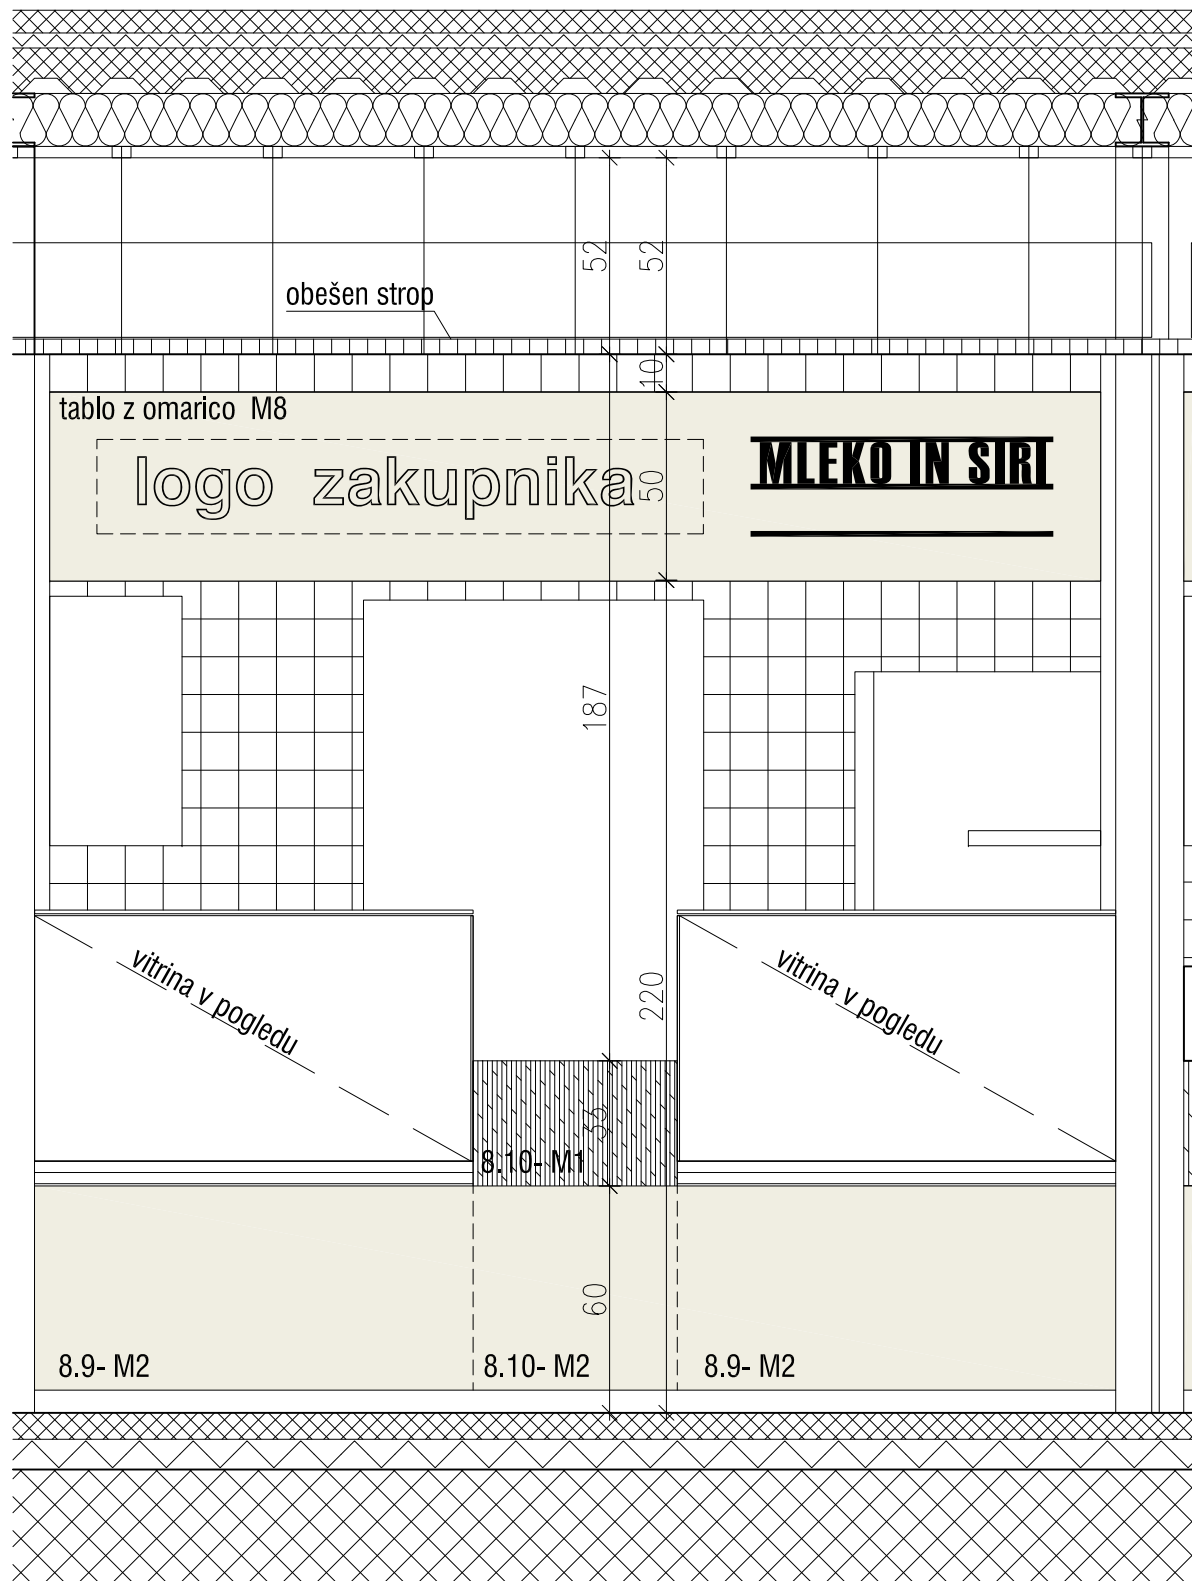 52
52
obešen strop
10
tablo z omarico M8
logo zakupnika
50
MLEKO IN SIRI
187
vitrina v pogledu
220
vitrina v pogledu
33
8.10- M1
60
8.9- M2
8.10- M2
8.9- M2